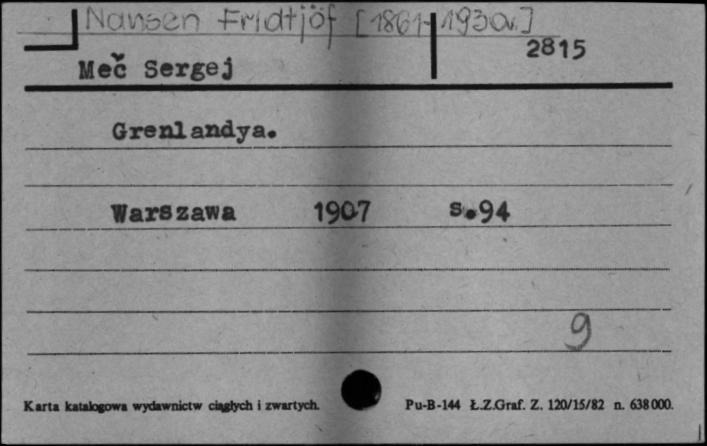 Nansen Fridtjöf [1861-1930r.]
2815
Meč Sergej
Grenlandya.
Warszawa 1907 s.94
9
Karta katalogowa wydawnictw ciągłych i zwartych. Pu-B-144 Ł.Z.Graf. Z. 120/15/82 n. 638000.